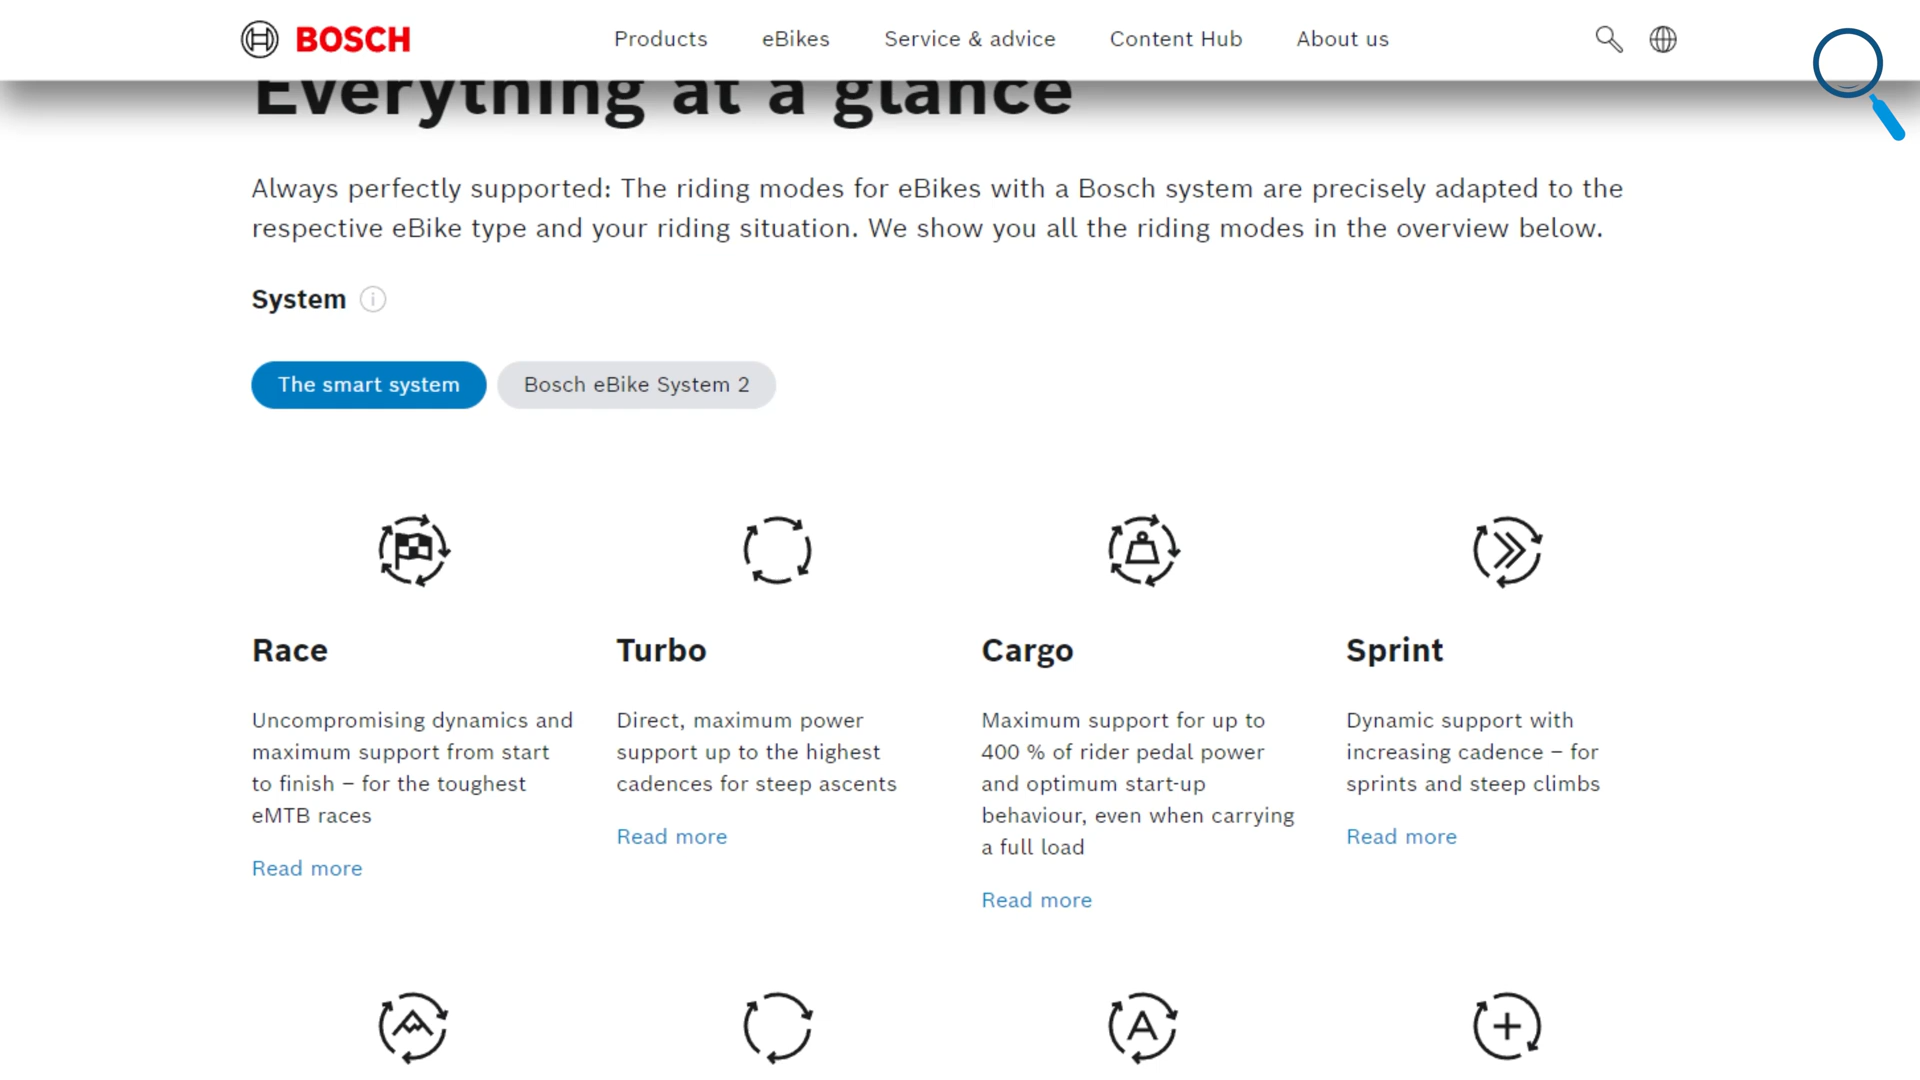 BOSCH
Products eBikes Service & advice Content Hub About us
Everything at a glance
Always perfectly supported: The riding modes for eBikes with a Bosch system are precisely adapted to the
respective eBike type and your riding situation. We show you all the riding modes in the overview below.
System
The smart system Bosch eBike System 2
Race
Uncompromising dynamics and
maximum support from start
to finish – for the toughest
eMTB races
Read more
Turbo
Direct, maximum power
support up to the highest
cadences for steep ascents
Read more
Cargo
Maximum support for up to
400 % of rider pedal power
and optimum start-up
behaviour, even when carrying
a full load
Read more
Sprint
Dynamic support with
increasing cadence – for
sprints and steep climbs
Read more
A